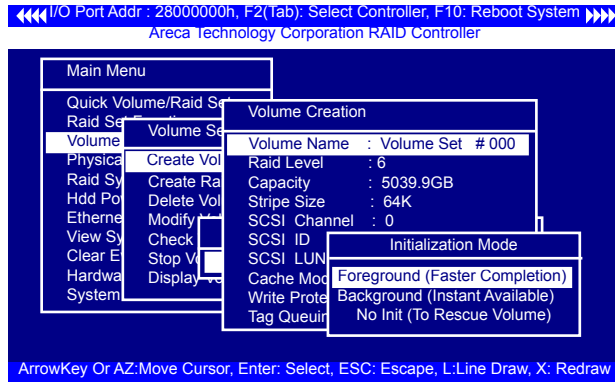 I/O Port Addr : 28000000h, F2(Tab): Select Controller, F10: Reboot System
Areca Technology Corporation RAID Controller
Main Menu
Quick Volume/Raid
Raid Set
Volume
Physica
Raid Sy
Hdd Po
Etherne
View Sy
Clear E
Hardwa
System
Volume Se
Create Vol
Create Ra
Delete Vol
Modify
Check
Stop
Display
Volume Creation
Volume Name : Volume Set # 000
Raid Level : 6
Capacity : 5039.9GB
Stripe Size : 64K
SCSI Channel : 0
SCSI ID
SCSI LUN
Cache Mod
Write Prote
Tag Queuin
Initialization Mode
Foreground (Faster Completion)
Background (Instant Available)
No Init (To Rescue Volume)
ArrowKey Or AZ:Move Cursor, Enter: Select, ESC: Escape, L:Line Draw, X: Redraw